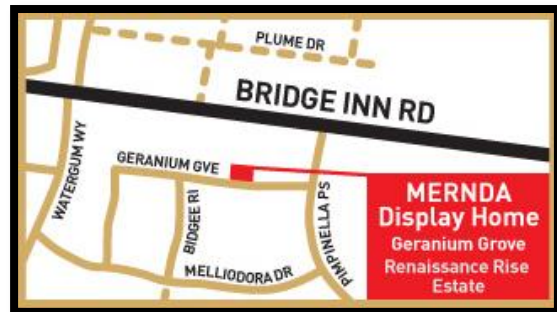 PLUME DR
BRIDGE INN RD
WATERGUM WY
GERANIUM GVE
BIDGEE RI
MELLIODORA DR
PIMPINELLA PS
MERNDA
Display Home
Geranium Grove
Renaissance Rise
Estate